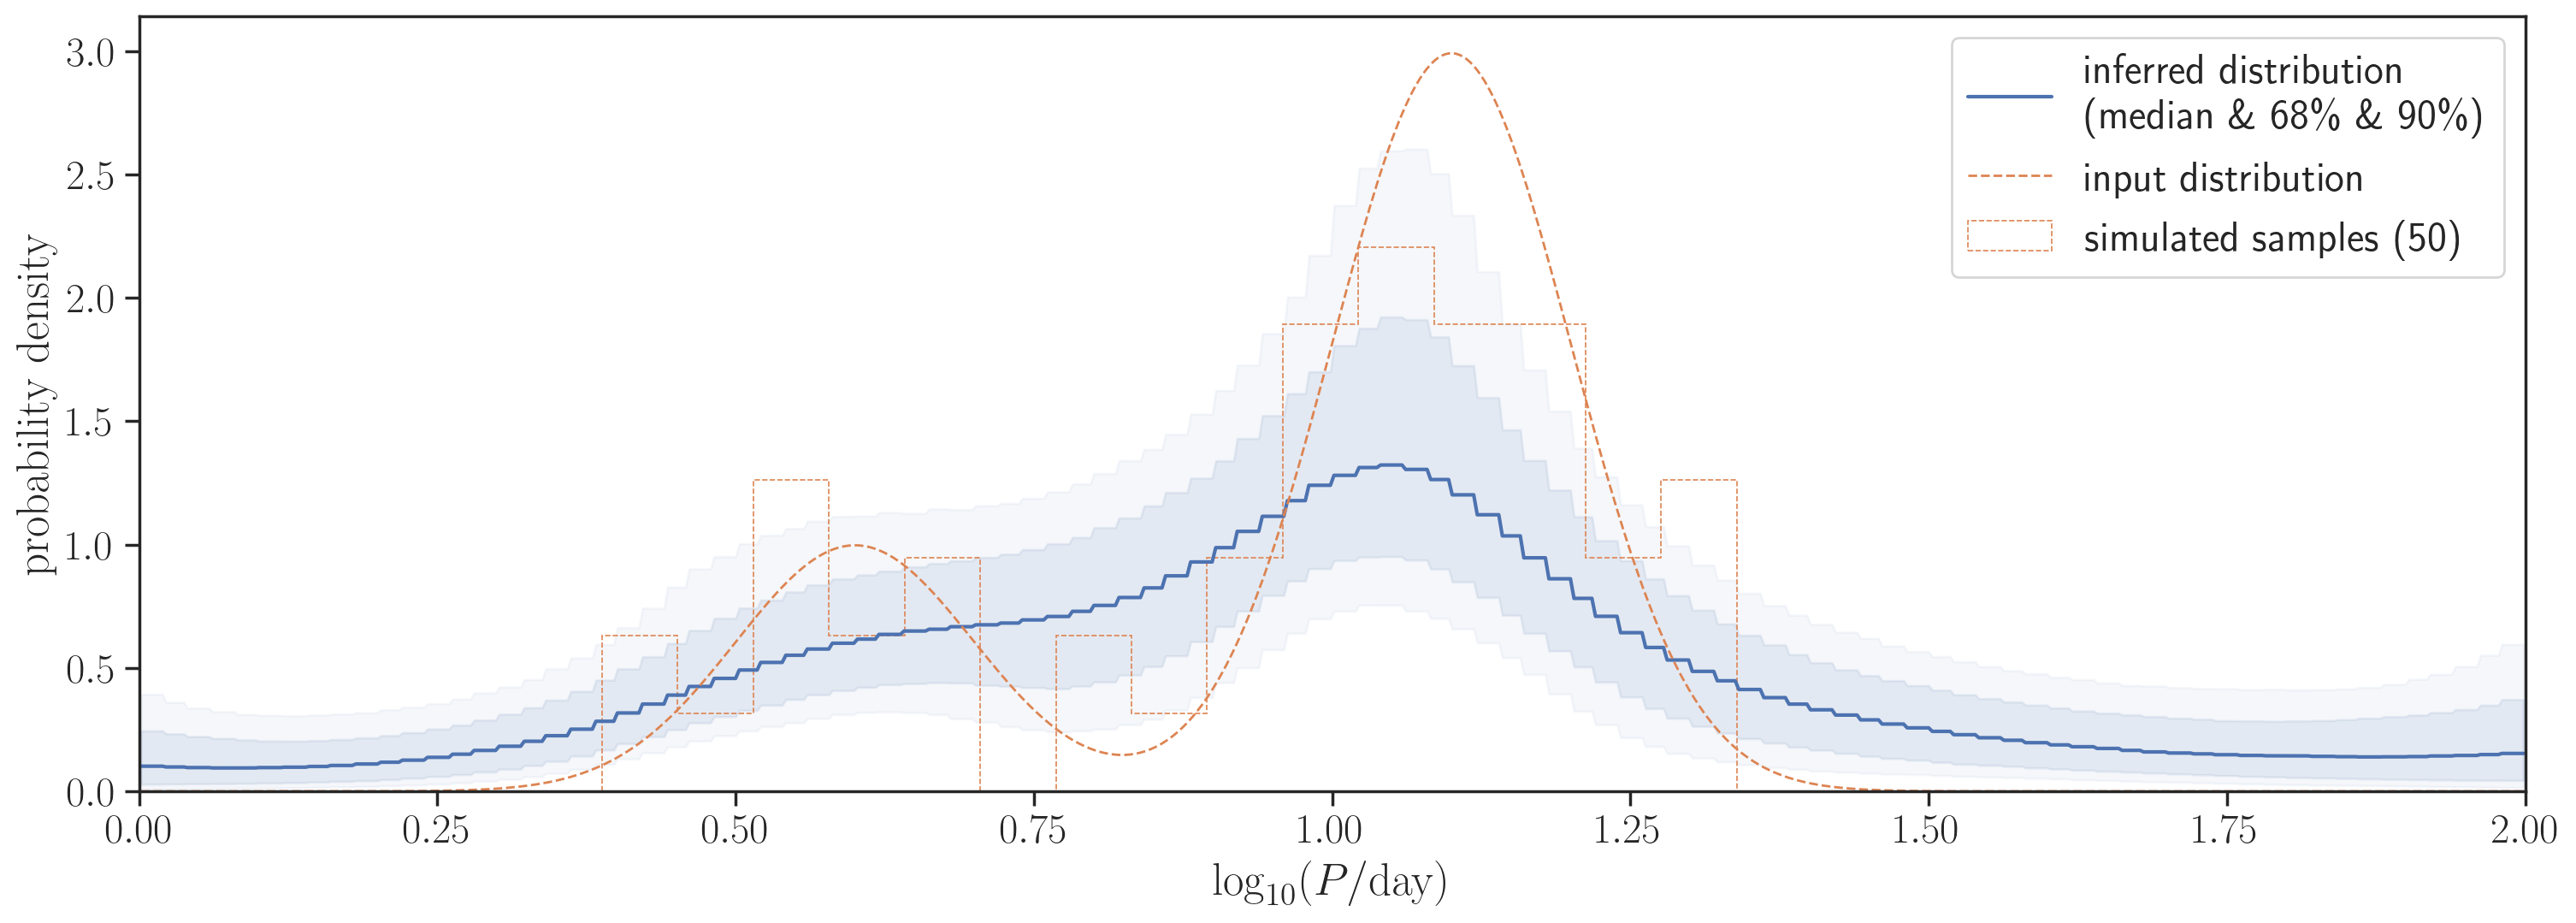 3.0
2.5
2.0
1.5
1.0
0.5
0.0
probability density
0.00 0.25 0.50 0.75 1.00 1.25 1.50 1.75 2.00
log₁₀(P/day)
inferred distribution
(median & 68% & 90%)
input distribution
simulated samples (50)